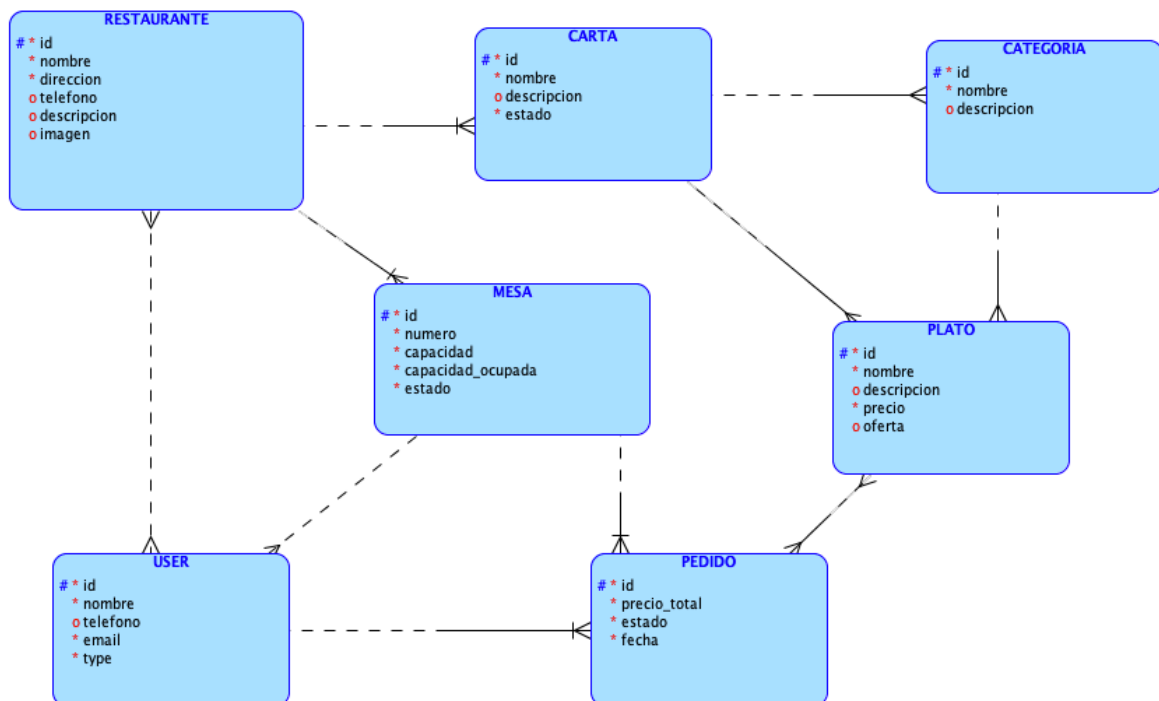 RESTAURANTE
# * id
* nombre
* direccion
o telefono
o descripcion
o imagen
CARTA
# * id
* nombre
o descripcion
* estado
CATEGORIA
# * id
* nombre
o descripcion
MESA
# * id
* numero
* capacidad
* capacidad_ocupada
* estado
PLATO
# * id
* nombre
o descripcion
* precio
o oferta
USER
# * id
* nombre
o telefono
* email
* type
PEDIDO
# * id
* precio_total
* estado
* fecha